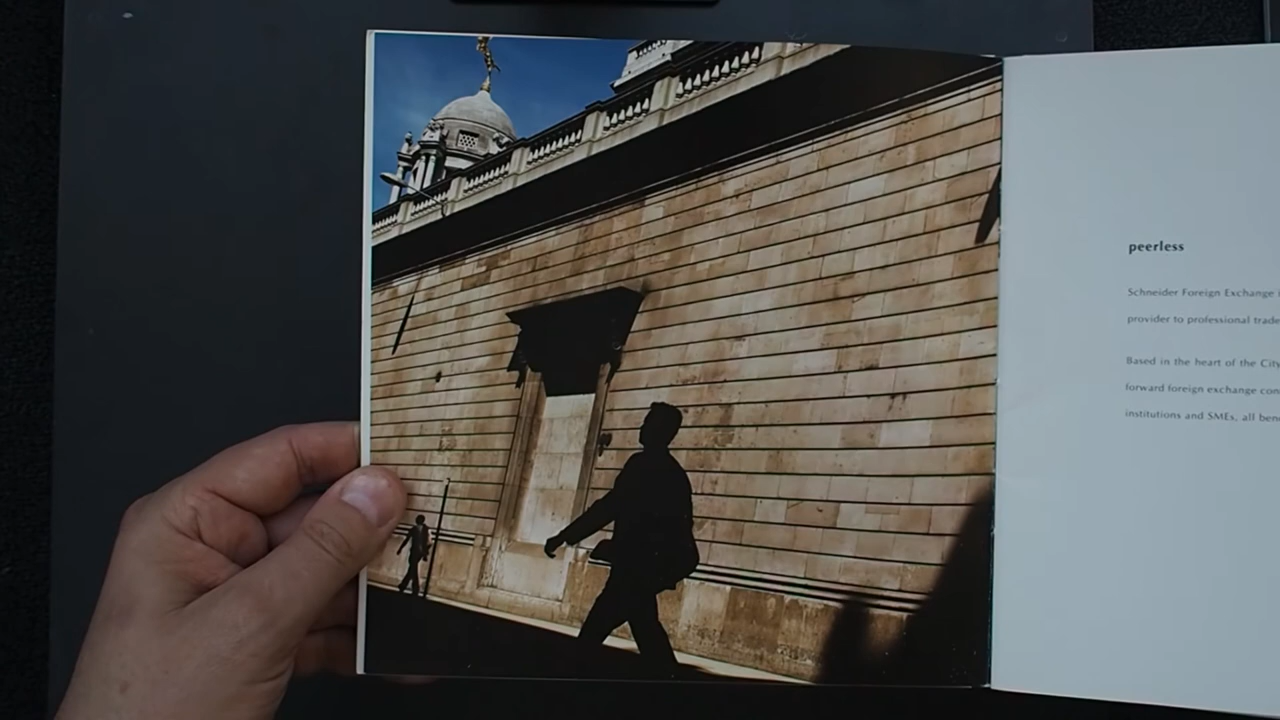 peerless
Schneider Foreign Exchange
provider to professional trade
Based in the heart of the City
forward foreign exchange con
institutions and SMEs, all ben